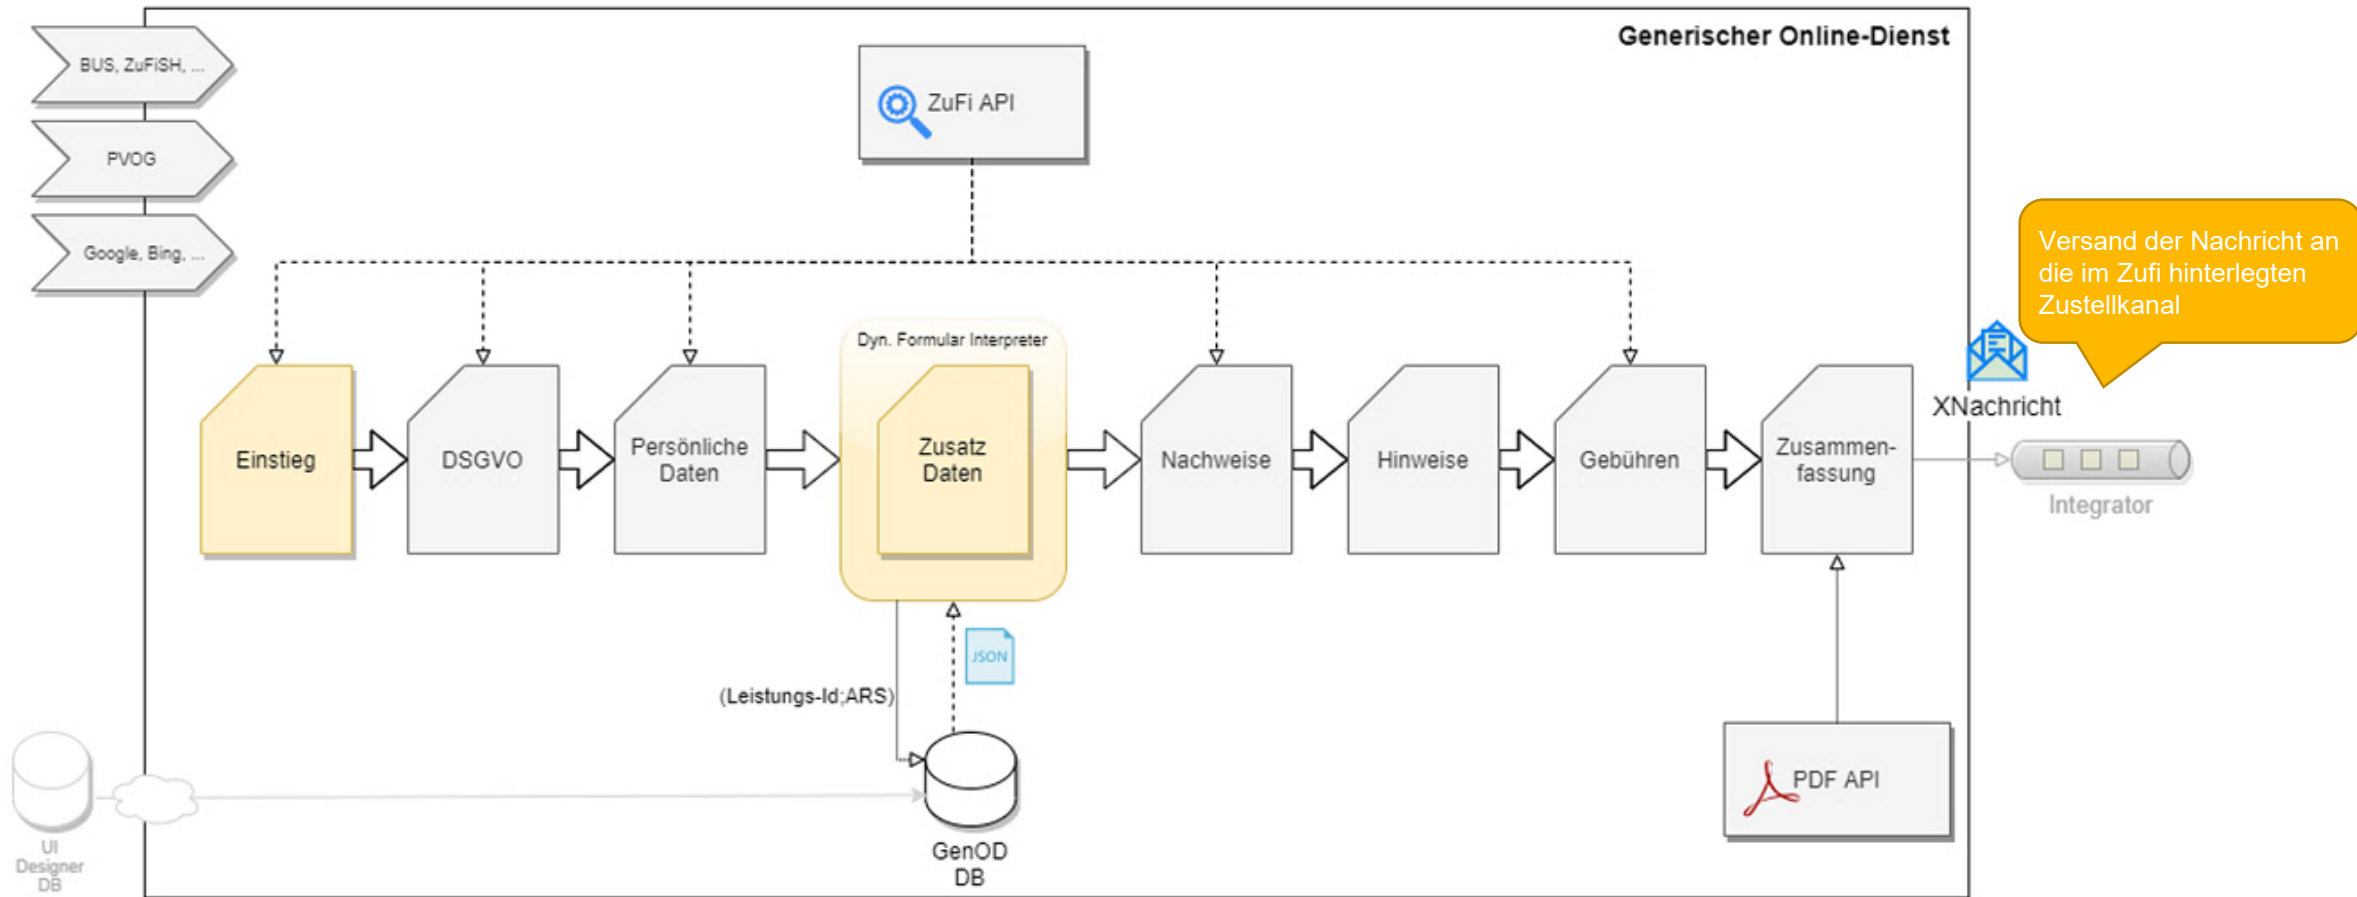 Generischer Online-Dienst
BUS, ZuFiSH, ...
PVOG
Google, Bing, ...
ZuFi API
Versand der Nachricht an
die im Zufi hinterlegten
Zustellkanal
Dyn. Formular Interpreter
XNachricht
Einstieg
DSGVO
Persönliche
Daten
Zusatz
Daten
Nachweise
Hinweise
Gebühren
Zusammen-
fassung
Integrator
JSON
(Leistungs-Id;ARS)
PDF API
UI
Designer
DB
GenOD
DB